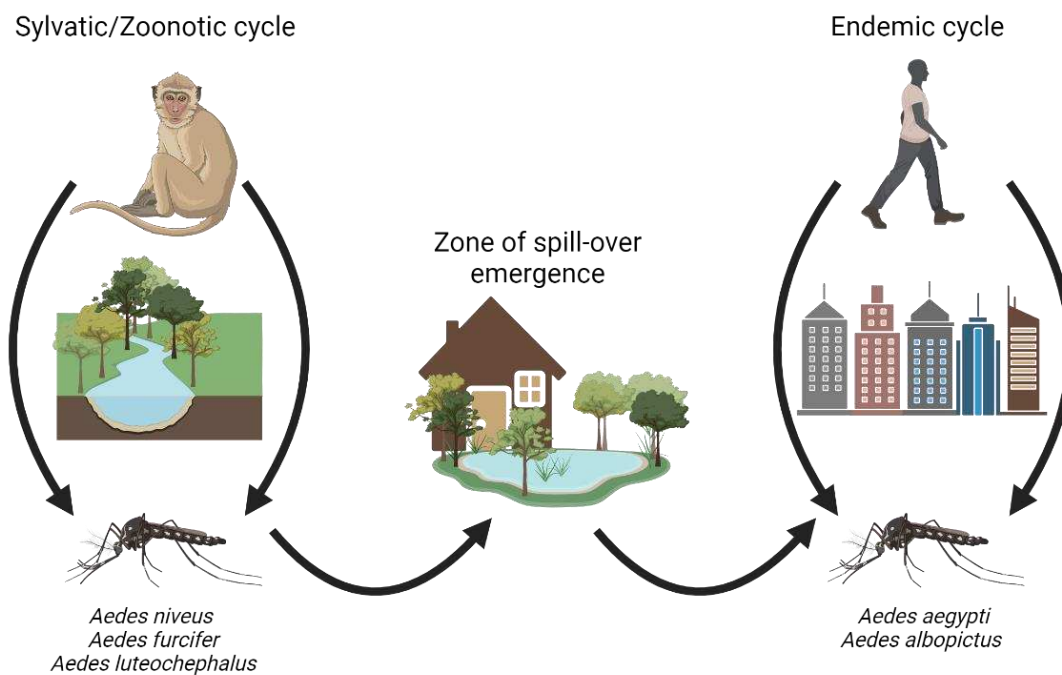 Sylvatic/Zoonotic cycle
Endemic cycle
Zone of spill-over
emergence
Aedes niveus
Aedes furcifer
Aedes luteochephalus
Aedes aegypti
Aedes albopictus